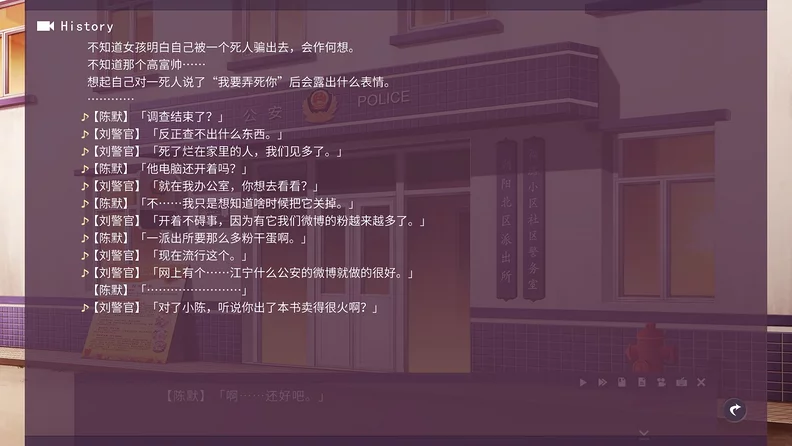 History
不知道女孩明白自己被一个死人骗出去，会作何想。
不知道那个高富帅……
想起自己对一死人说了“我要弄死你”后会露出什么表情。
…………
♪【陈默】「调查结束了？」
♪【刘警官】「反正查不出什么东西。」
♪【刘警官】「死了烂在家里的人，我们见多了。」
♪【陈默】「他电脑还开着吗？」
♪【刘警官】「就在我办公室，你想去看看？」
♪【陈默】「不……我只是想知道啥时候把它关掉。」
♪【刘警官】「开着不碍事，因为有它我们微博的粉越来越多了。」
♪【陈默】「一派出所要那么多粉干蛋啊。」
♪【刘警官】「现在流行这个。」
♪【刘警官】「网上有个……江宁什么公安的微博就做的很好。」
【陈默】「……………………」
♪【刘警官】「对了小陈，听说你出了本书卖得很火啊？」
【陈默】「啊……还好吧。」
公安 POLICE
阳北区派出所
小区社区警务室